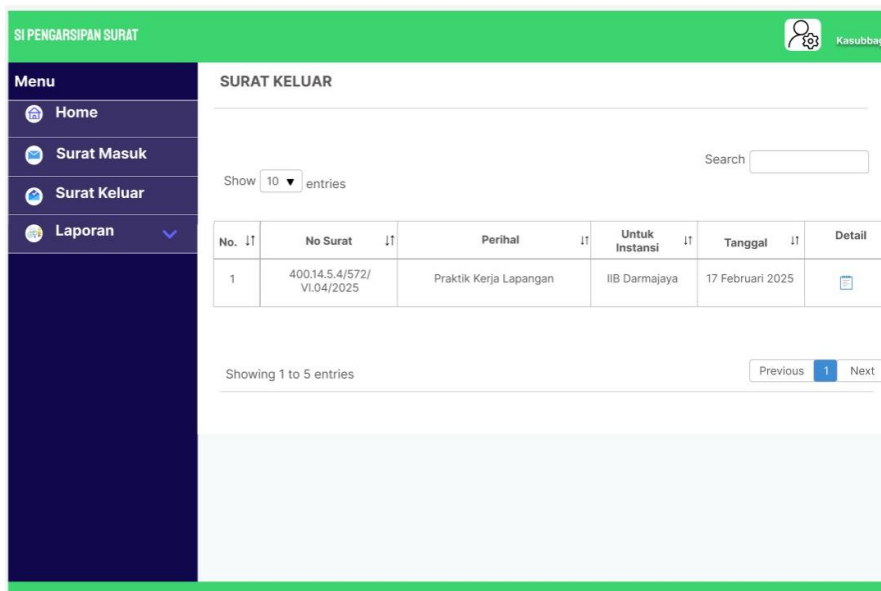 SI PENGARSIPAN SURAT
Kasubbag
Menu
Home
Surat Masuk
Surat Keluar
Laporan
SURAT KELUAR
Search
Show 10 entries
No. No Surat Perihal Untuk Instansi Tanggal Detail
1 400.14.5.4/572/VI.04/2025 Praktik Kerja Lapangan IIB Darmajaya 17 Februari 2025
Showing 1 to 5 entries
Previous 1 Next